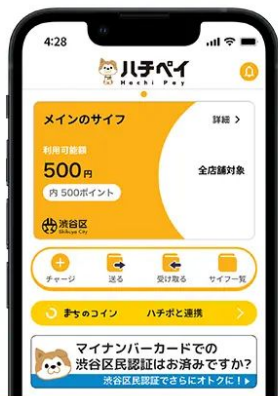 4:28
ハチペイ
Hachi Pay
メインのサイフ
詳細 >
利用可能額
500円
内 500ポイント
全店舗対象
渋谷区
Shibuya City
チャージ
送る
受け取る
サイフ一覧
まちのコイン ハチポと連携 >
マイナンバーカードでの
渋谷区民認証はお済みですか?
渋谷区民認証でさらにオトクに!